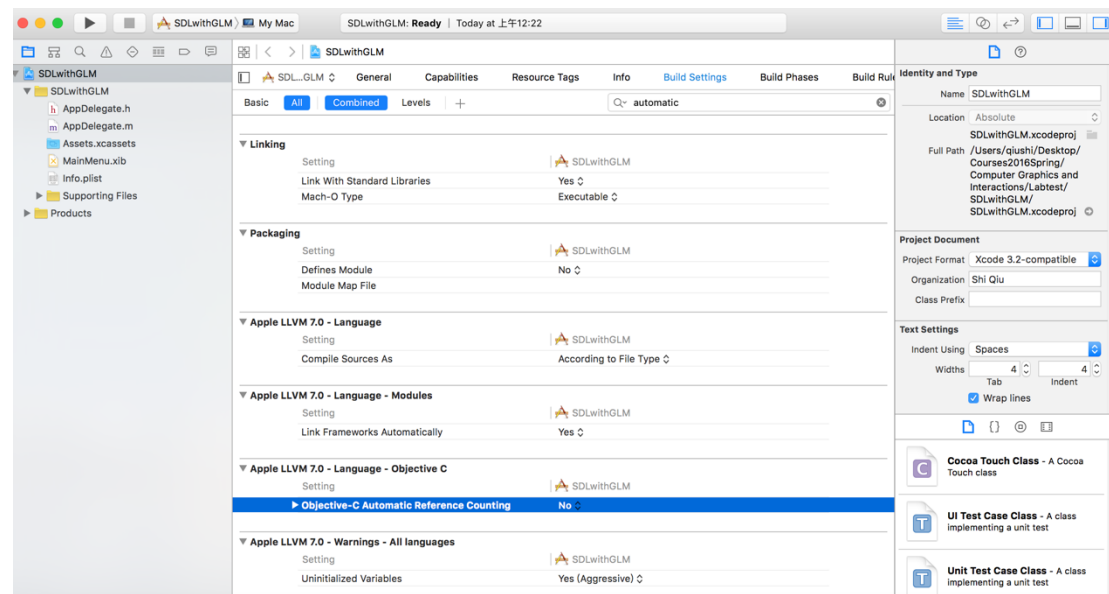 SDLwithGLM
My Mac
SDLwithGLM: Ready | Today at 上午12:22
SDLwithGLM
SDLwithGLM
AppDelegate.h
AppDelegate.m
Assets.xcassets
MainMenu.xib
Info.plist
Supporting Files
Products
SDLwithGLM
SDL...GLM General Capabilities Resource Tags Info Build Settings Build Phases Build Rul
Basic All Combined Levels + automatic
Linking
Setting SDLwithGLM
Link With Standard Libraries Yes
Mach-O Type Executable
Packaging
Setting SDLwithGLM
Defines Module No
Module Map File
Apple LLVM 7.0 - Language
Setting SDLwithGLM
Compile Sources As According to File Type
Apple LLVM 7.0 - Language - Modules
Setting SDLwithGLM
Link Frameworks Automatically Yes
Apple LLVM 7.0 - Language - Objective C
Setting SDLwithGLM
Objective-C Automatic Reference Counting No
Apple LLVM 7.0 - Warnings - All languages
Setting SDLwithGLM
Uninitialized Variables Yes (Aggressive)
Identity and Type
Name SDLwithGLM
Location Absolute
SDLwithGLM.xcodeproj
Full Path /Users/qiushi/Desktop/
Courses2016Spring/
Computer Graphics and
Interactions/Labtest/
SDLwithGLM/
SDLwithGLM.xcodeproj
Project Document
Project Format Xcode 3.2-compatible
Organization Shi Qiu
Class Prefix
Text Settings
Indent Using Spaces
Widths 4 4
Tab Indent
Wrap lines
{}
C
Cocoa Touch Class - A Cocoa
Touch class
T
UI Test Case Class - A class
implementing a unit test
T
Unit Test Case Class - A class
implementing a unit test